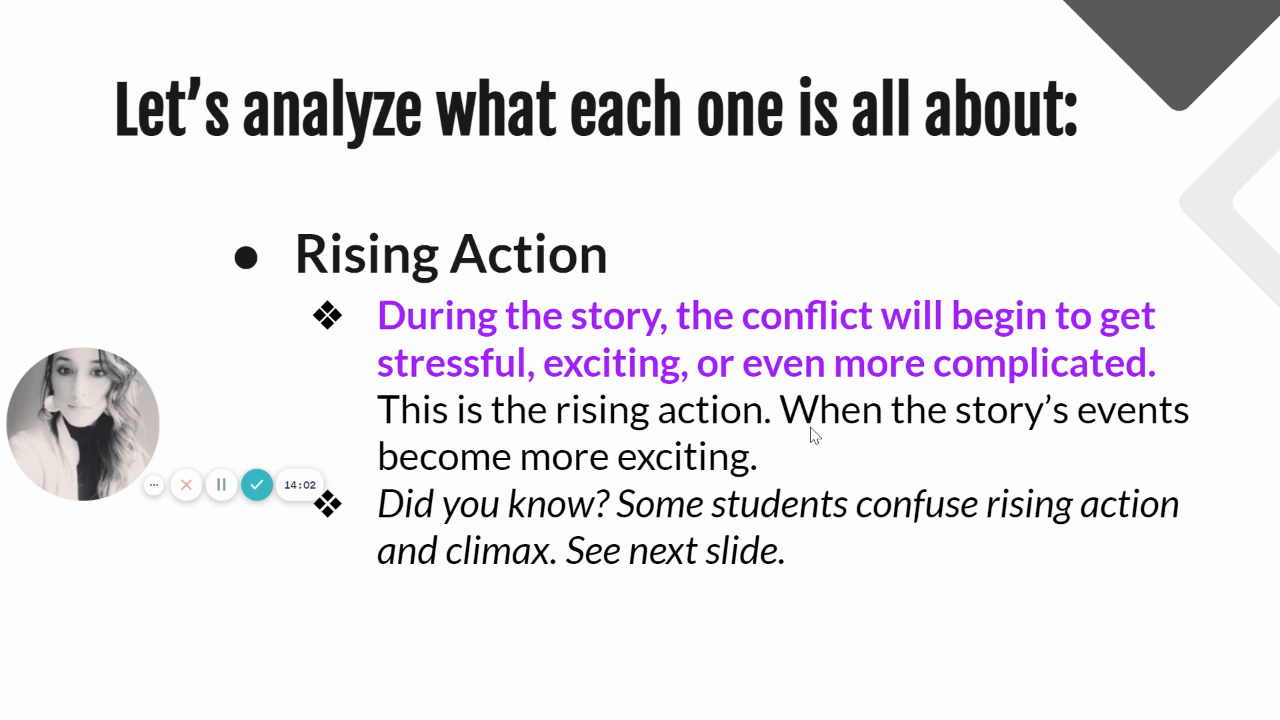 Let’s analyze what each one is all about:
● Rising Action
❖ During the story, the conflict will begin to get
stressful, exciting, or even more complicated.
This is the rising action. When the story’s events
become more exciting.
14:02
❖ Did you know? Some students confuse rising action
and climax. See next slide.